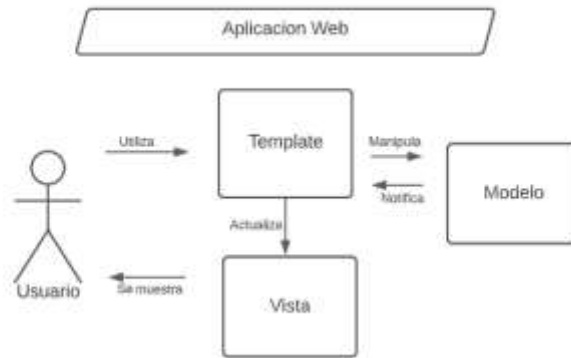 Aplicacion Web
Utiliza
Template
Manipula
Notifica
Modelo
Actualiza
Usuario
Se muestra
Vista